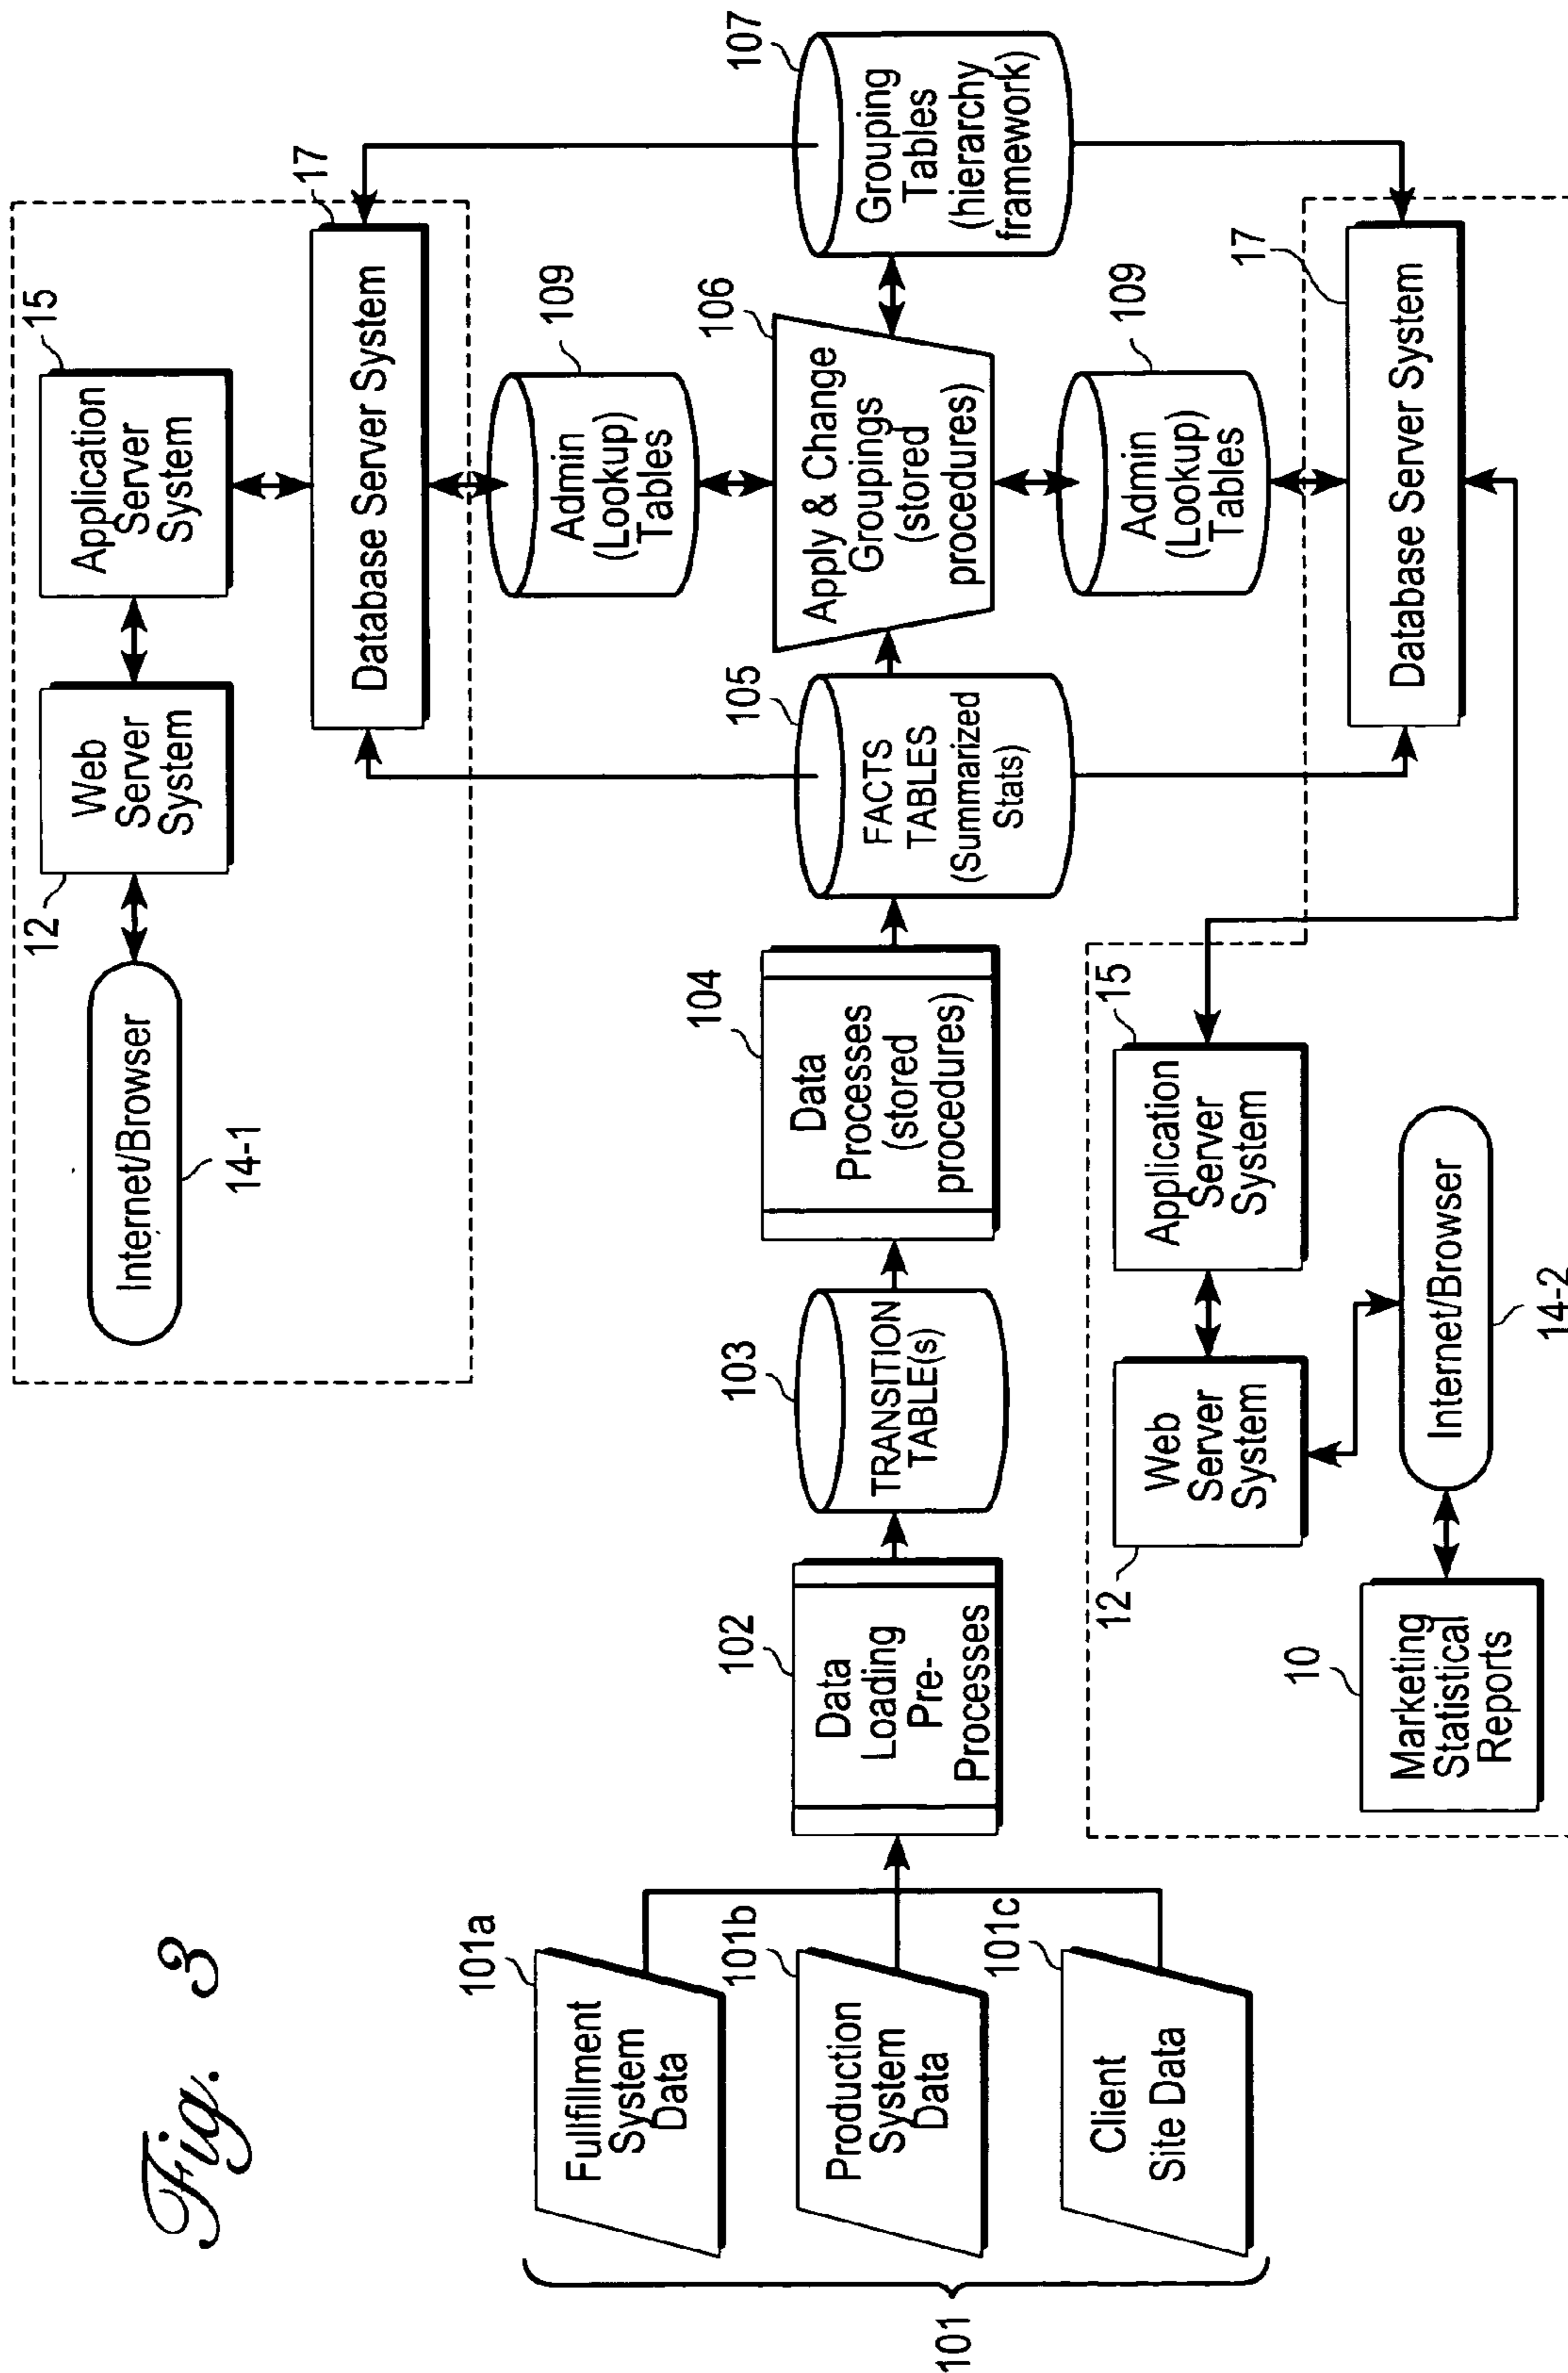 Fig. 3
101
101a
Fullfillment
System
Data
101b
Production
System
Data
101c
Client
Site Data
102
Data
Loading
Pre-
Processes
103
TRANSITION
TABLE(s)
104
Data
Processes
(stored
procedures)
105
FACTS
TABLES
(Summarized
Stats)
106
Apply & Change
Groupings
(stored
procedures)
107
Grouping
Tables
(hierarchy
framework)
Internet/Browser
14-1
12
Web
Server
System
15
Application
Server
System
17
Database Server System
109
Admin
(Lookup)
Tables
109
Admin
(Lookup)
Tables
17
Database Server System
15
Application
Server
System
12
Web
Server
System
Internet/Browser
14-2
10
Marketing
Statistical
Reports